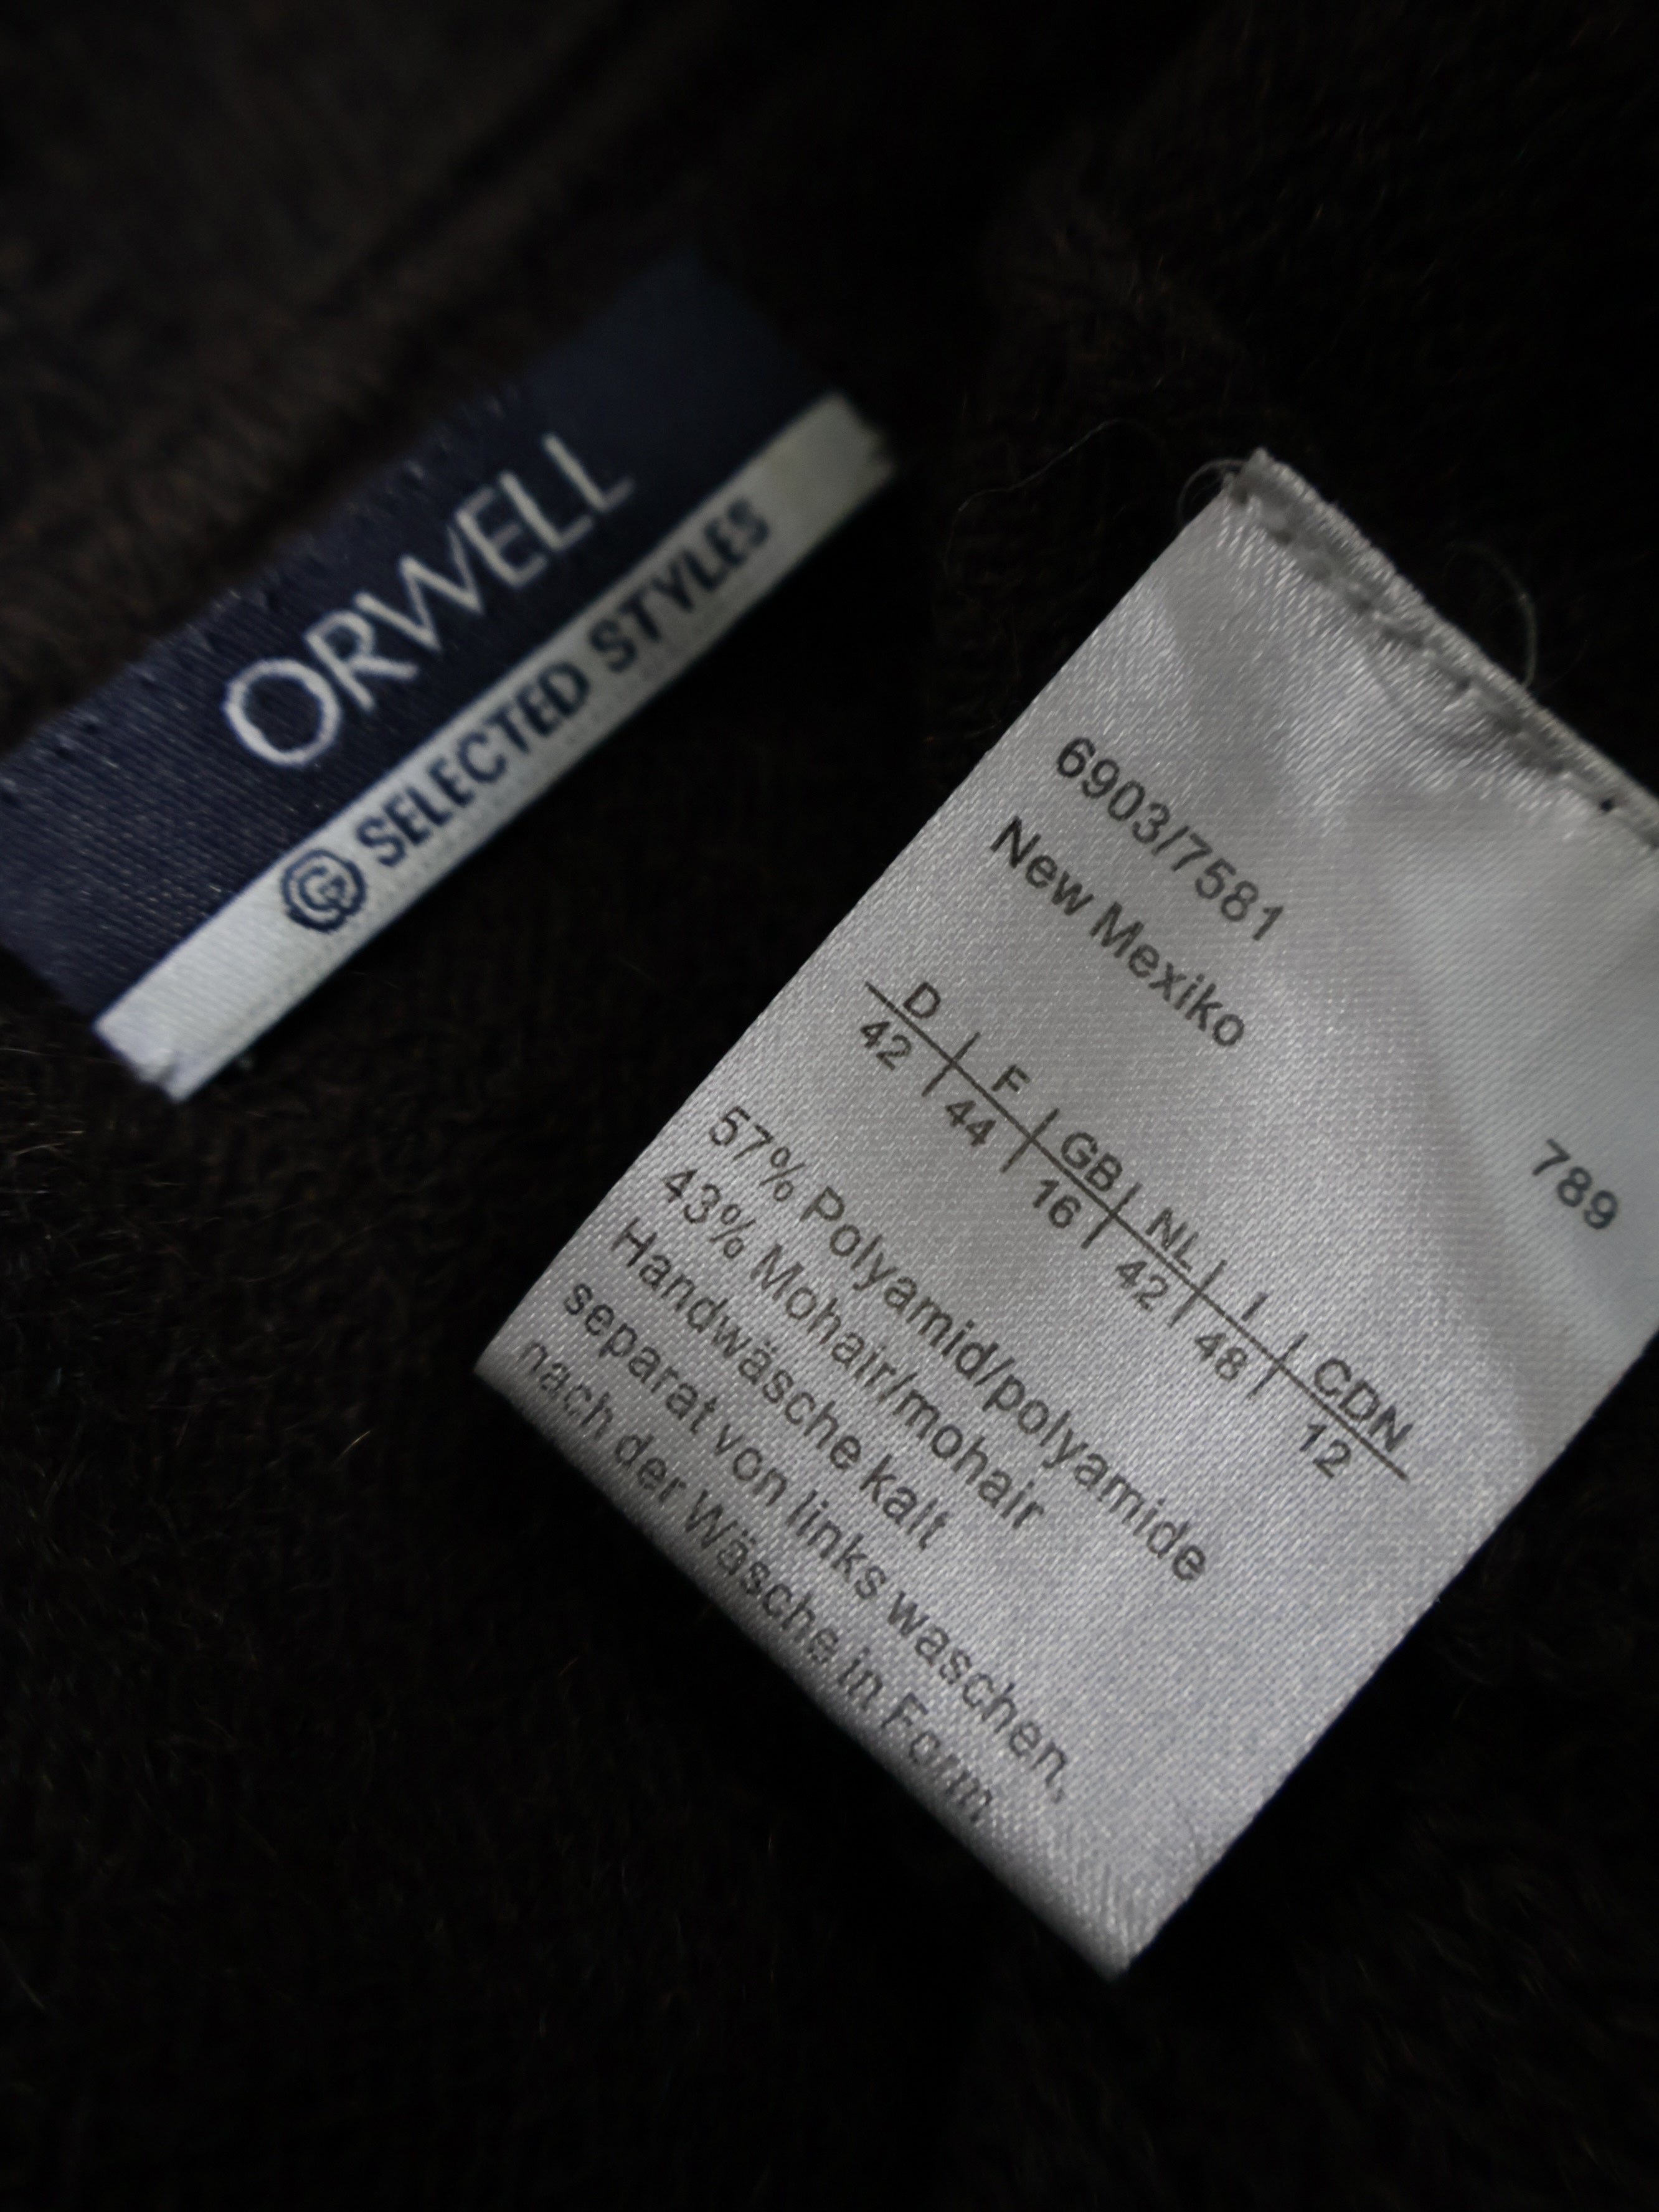 ORWELL
G SELECTED STYLES
6903/7581
New Mexiko
789
D F GB NL I CDN
42 44 16 42 48 12
57% Polyamid/polyamide
43% Mohair/mohair
Handwäsche kalt
separat von links waschen,
nach der Wäsche in Form